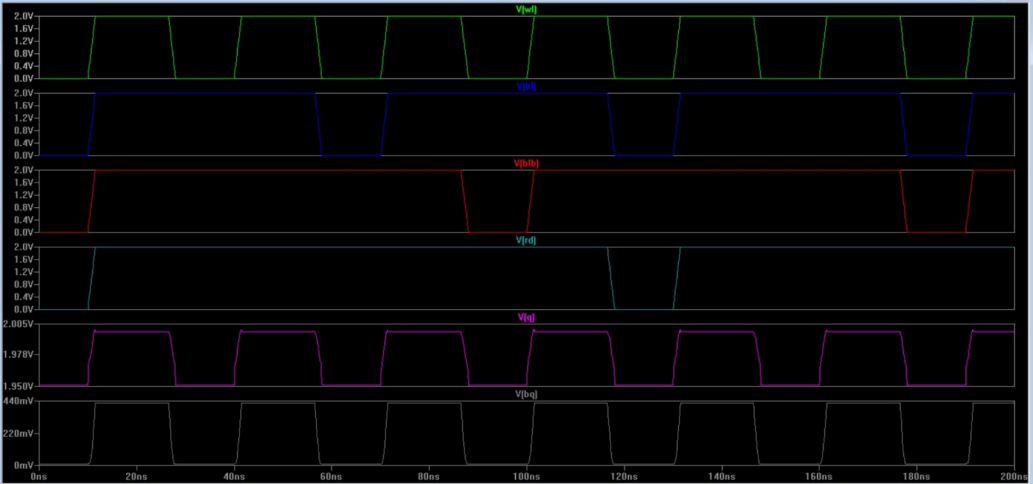 V(wl)
2.0V
1.6V
1.2V
0.8V
0.4V
0.0V
V(bl)
2.0V
1.6V
1.2V
0.8V
0.4V
0.0V
V(blb)
2.0V
1.6V
1.2V
0.8V
0.4V
0.0V
V(rd)
2.0V
1.6V
1.2V
0.8V
0.4V
0.0V
V(q)
2.005V
1.978V
1.950V
V(bq)
440mV
220mV
0mV
0ns 20ns 40ns 60ns 80ns 100ns 120ns 140ns 160ns 180ns 200ns